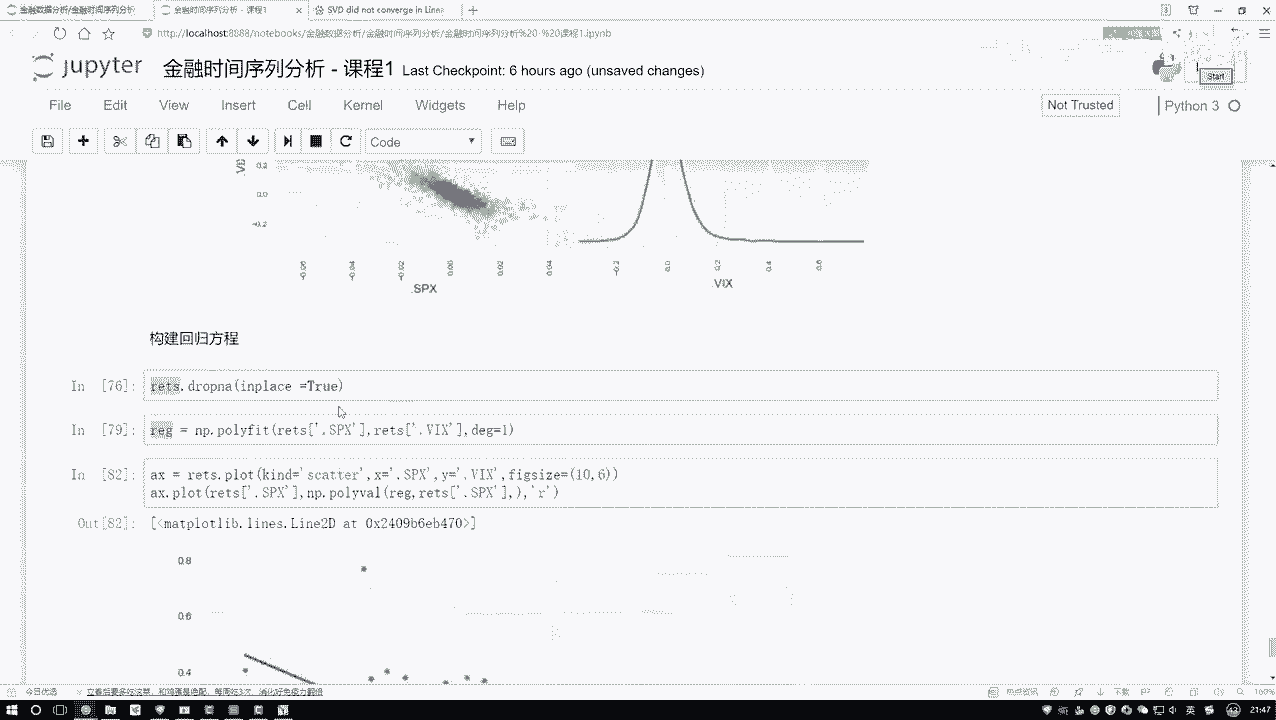 金融数据分析/金融时间序列分析
金融时间序列分析 - 课程1
SVD did not converge in Linea
http://localhost:8088/notebooks/金融数据分析/金融时间序列分析/金融时间序列分析%20-%20课程1.ipynb
jupyter 金融时间序列分析 - 课程1 Last Checkpoint: 6 hours ago (unsaved changes)
Start
File Edit View Insert Cell Kernel Widgets Help
Not Trusted
Python 3
Code
0.2
0.0
-0.2
-0.06 -0.04 -0.02 0.00 0.02 0.04
-0.2 0.0 0.2 0.4 0.6
.SPX
.VIX
构建回归方程
In [76]: rets.dropna(inplace =True)
In [79]: reg = np.polyfit(rets['.SPX'],rets['.VIX'],deg=1)
In [82]: ax = rets.plot(kind='scatter',x='.SPX',y='.VIX',figsize=(10,6))
ax.plot(rets['.SPX'],np.polyval(reg,rets['.SPX'],),'r')
Out[82]: [<matplotlib.lines.Line2D at 0x2409b6eb470>]
0.8
0.6
0.4
今日优选
下载
100%
英
21:47